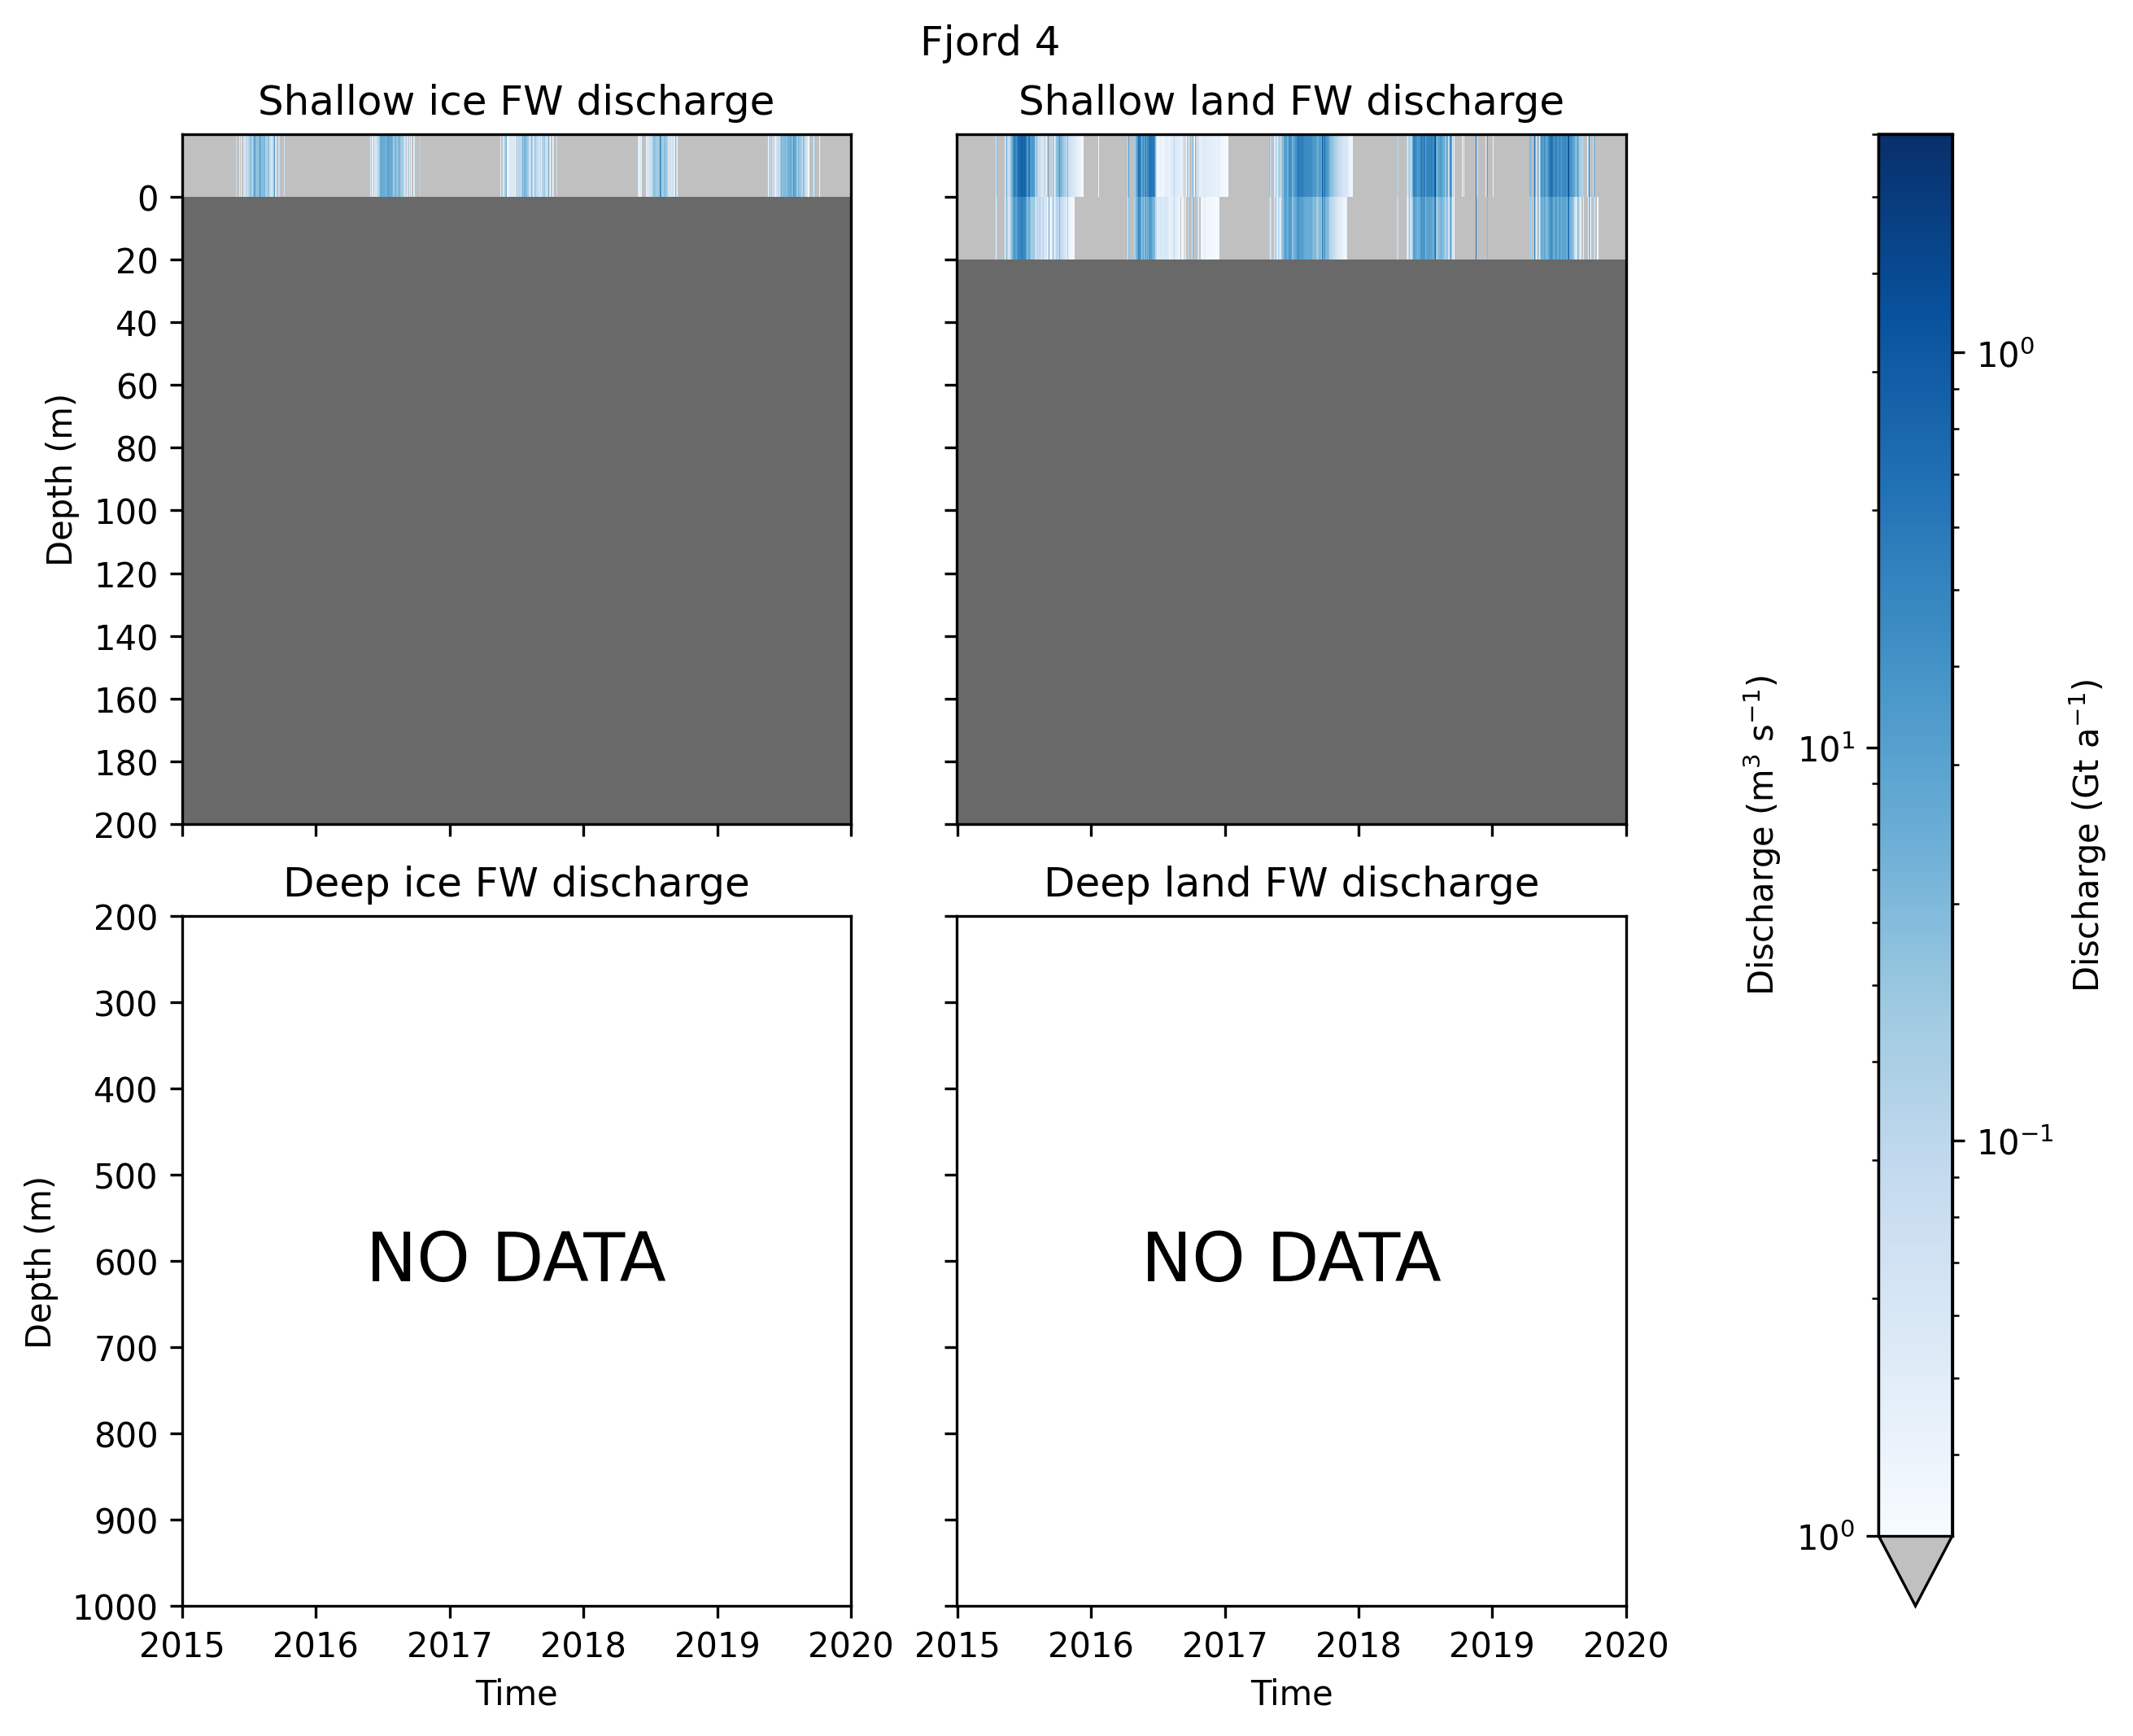 Fjord 4
Shallow ice FW discharge
Shallow land FW discharge
0
20
40
60
80
100
120
140
160
180
200
Depth (m)
Deep ice FW discharge
Deep land FW discharge
200
300
400
500
600
700
800
900
1000
Depth (m)
NO DATA
NO DATA
2015 2016 2017 2018 2019 2020
2015 2016 2017 2018 2019 2020
Time
Time
Discharge (m³ s⁻¹)
10¹
10⁰
10⁰
10⁻¹
Discharge (Gt a⁻¹)